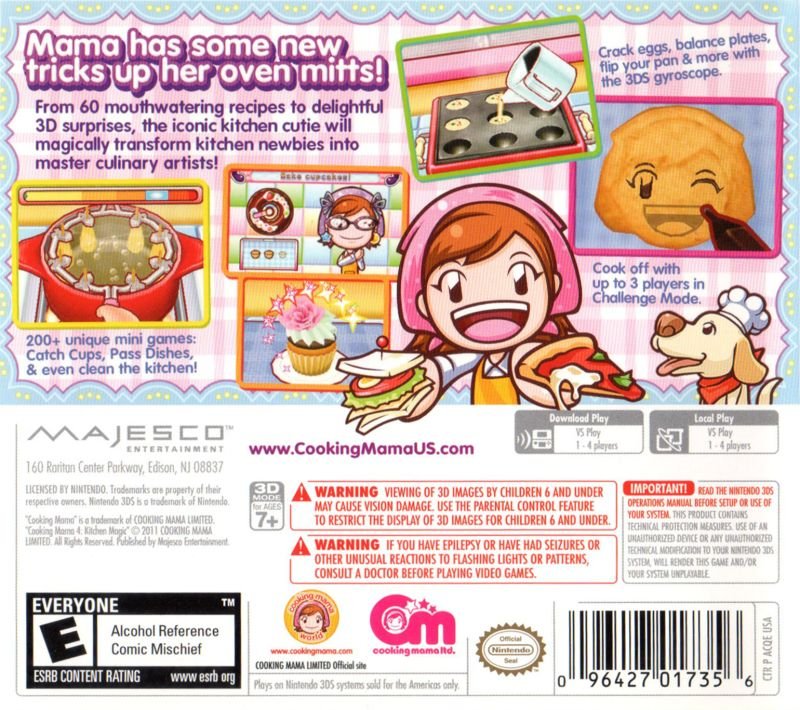 Mama has some new
tricks up her oven mitts!
From 60 mouthwatering recipes to delightful
3D surprises, the iconic kitchen cutie will
magically transform kitchen newbies into
master culinary artists!
Crack eggs, balance plates,
flip your pan & more with
the 3DS gyroscope.
Bake cupcakes!
200+ unique mini games:
Catch Cups, Pass Dishes,
& even clean the kitchen!
Cook off with
up to 3 players in
Challenge Mode.
MAJESCO™
ENTERTAINMENT
160 Raritan Center Parkway, Edison, NJ 08837
www.CookingMamaUS.com
Download Play
VS Play
1 - 4 players
Local Play
VS Play
1 - 4 players
LICENSED BY NINTENDO. Trademarks are property of their
respective owners. Nintendo 3DS is a trademark of Nintendo.
"Cooking Mama" is a trademark of COOKING MAMA LIMITED.
"Cooking Mama 4: Kitchen Magic" © 2011 COOKING MAMA
LIMITED. All Rights Reserved. Published by Majesco Entertainment.
3D
MODE
for AGES
7+
WARNING VIEWING OF 3D IMAGES BY CHILDREN 6 AND UNDER
MAY CAUSE VISION DAMAGE. USE THE PARENTAL CONTROL FEATURE
TO RESTRICT THE DISPLAY OF 3D IMAGES FOR CHILDREN 6 AND UNDER.
WARNING IF YOU HAVE EPILEPSY OR HAVE HAD SEIZURES OR
OTHER UNUSUAL REACTIONS TO FLASHING LIGHTS OR PATTERNS,
CONSULT A DOCTOR BEFORE PLAYING VIDEO GAMES.
IMPORTANT! READ THE NINTENDO 3DS
OPERATIONS MANUAL BEFORE SETUP OR USE OF
YOUR SYSTEM. THIS PRODUCT CONTAINS
TECHNICAL PROTECTION MEASURES. USE OF AN
UNAUTHORIZED DEVICE OR ANY UNAUTHORIZED
TECHNICAL MODIFICATION TO YOUR NINTENDO 3DS
SYSTEM, WILL RENDER THIS GAME AND/OR
YOUR SYSTEM UNPLAYABLE.
EVERYONE ™
E
Alcohol Reference
Comic Mischief
ESRB CONTENT RATING www.esrb.org
cooking mama
world
www.cookingmama.com
COOKING MAMA LIMITED Official site
cm
cooking mama ltd.
Official
Nintendo
Seal
Plays on Nintendo 3DS systems sold for the Americas only.
0 96427 01735 6
CTR P ACQE USA